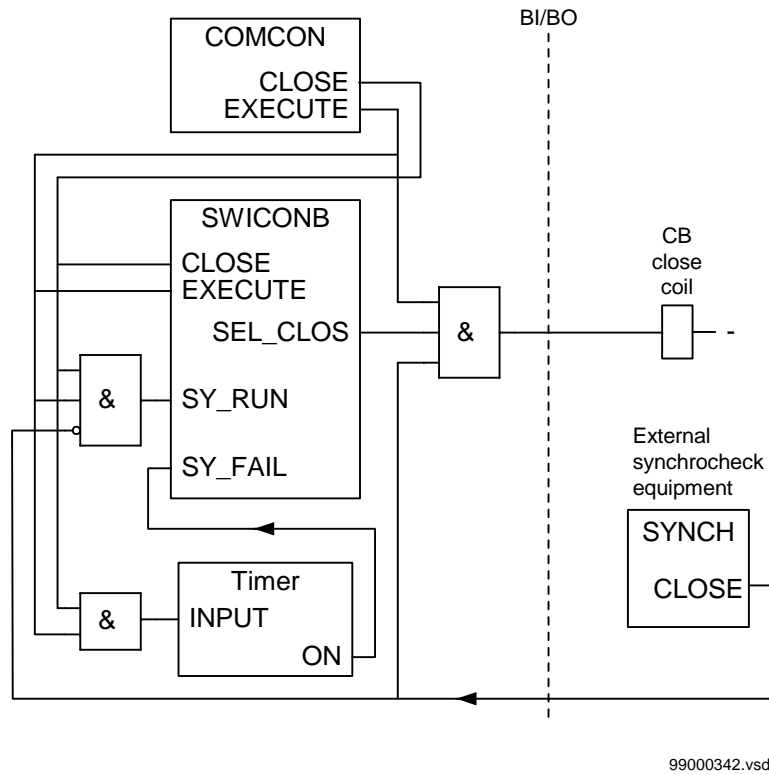 BI/BO
COMCON
CLOSE
EXECUTE
SWICONB
CLOSE
EXECUTE
SEL_CLOS
&
SY_RUN
SY_FAIL
&
CB
close
coil
-
External
synchrocheck
equipment
SYNCH
CLOSE
&
Timer
INPUT
ON
99000342.vsd